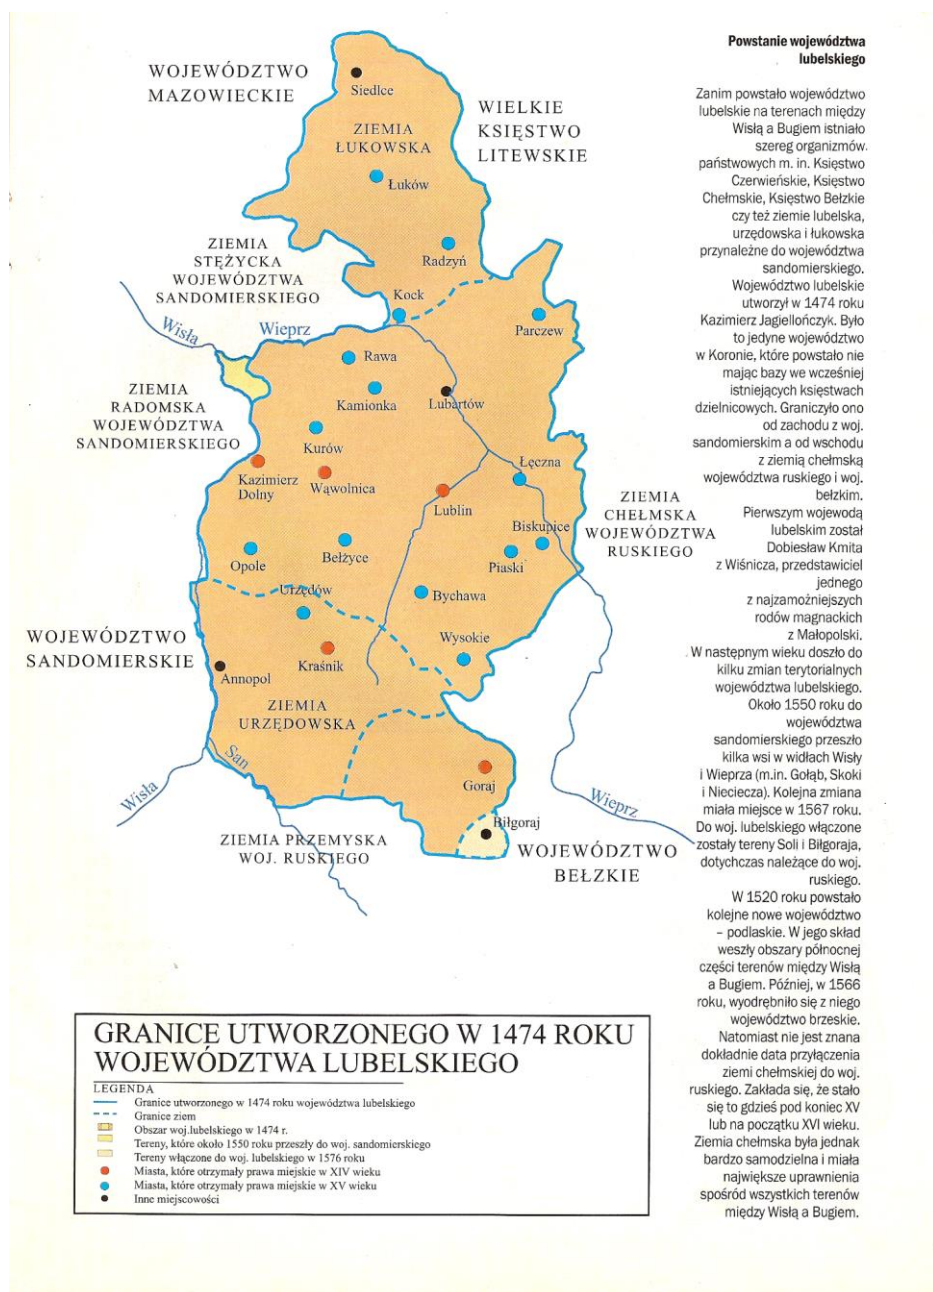 WOJEWÓDZTWO
MAZOWIECKIE
Siedlce
WIELKIE
KSIĘSTWO
LITEWSKIE
ZIEMIA
ŁUKOWSKA
Łuków
ZIEMIA
STĘŻYCKA
WOJEWÓDZTWA
SANDOMIERSKIEGO
Radzyń
Kock
Wisła
Wieprz
Parczew
Rawa
ZIEMIA
RADOMSKA
WOJEWÓDZTWA
SANDOMIERSKIEGO
Kamionka
Lubartów
Kurów
Łęczna
Kazimierz
Dolny
Wąwolnica
Lublin
ZIEMIA
CHEŁMSKA
WOJEWÓDZTWA
RUSKIEGO
Biskupice
Opole
Bełżyce
Piaski
Urzędów
Bychawa
WOJEWÓDZTWO
SANDOMIERSKIE
Wysokie
Kraśnik
Annopol
ZIEMIA
URZĘDOWSKA
San
Wisła
Goraj
Wieprz
Biłgoraj
ZIEMIA PRZEMYSKA
WOJ. RUSKIEGO
WOJEWÓDZTWO
BEŁZKIE
Powstanie województwa
lubelskiego
Zanim powstało województwo
lubelskie na terenach między
Wisłą a Bugiem istniało
szereg organizmów
państwowych m. in. Księstwo
Czerwieńskie, Księstwo
Chełmskie, Księstwo Bełzkie
czy też ziemie lubelska,
urzędowska i łukowska
przynależne do województwa
sandomierskiego.
Województwo lubelskie
utworzył w 1474 roku
Kazimierz Jagiellończyk. Było
to jedyne województwo
w Koronie, które powstało nie
mając bazy we wcześniej
istniejących księstwach
dzielnicowych. Graniczyło ono
od zachodu z woj.
sandomierskim a od wschodu
z ziemią chełmską
województwa ruskiego i woj.
bełzkim.
Pierwszym wojewodą
lubelskim został
Dobiesław Kmita
z Wiśnicza, przedstawiciel
jednego
z najzamożniejszych
rodów magnackich
z Małopolski.
W następnym wieku doszło do
kilku zmian terytorialnych
województwa lubelskiego.
Około 1550 roku do
województwa
sandomierskiego przeszło
kilka wsi w widłach Wisły
i Wieprza (m.in. Gołąb, Skoki
i Nieciecza). Kolejna zmiana
miała miejsce w 1567 roku.
Do woj. lubelskiego włączone
zostały tereny Soli i Biłgoraja,
dotychczas należące do woj.
ruskiego.
W 1520 roku powstało
kolejne nowe województwo
– podlaskie. W jego skład
weszły obszary północnej
części terenów między Wisłą
a Bugiem. Później, w 1566
roku, wyodrębniło się z niego
województwo brzeskie.
Natomiast nie jest znana
dokładnie data przyłączenia
ziemi chełmskiej do woj.
ruskiego. Zakłada się, że stało
się to gdzieś pod koniec XV
lub na początku XVI wieku.
Ziemia chełmska była jednak
bardzo samodzielna i miała
największe uprawnienia
spośród wszystkich terenów
między Wisłą a Bugiem.
GRANICE UTWORZONEGO W 1474 ROKU
WOJEWÓDZTWA LUBELSKIEGO
LEGENDA
Granice utworzonego w 1474 roku województwa lubelskiego
Granice ziem
Obszar woj.lubelskiego w 1474 r.
Tereny, które około 1550 roku przeszły do woj. sandomierskiego
Tereny włączone do woj. lubelskiego w 1576 roku
Miasta, które otrzymały prawa miejskie w XIV wieku
Miasta, które otrzymały prawa miejskie w XV wieku
Inne miejscowości